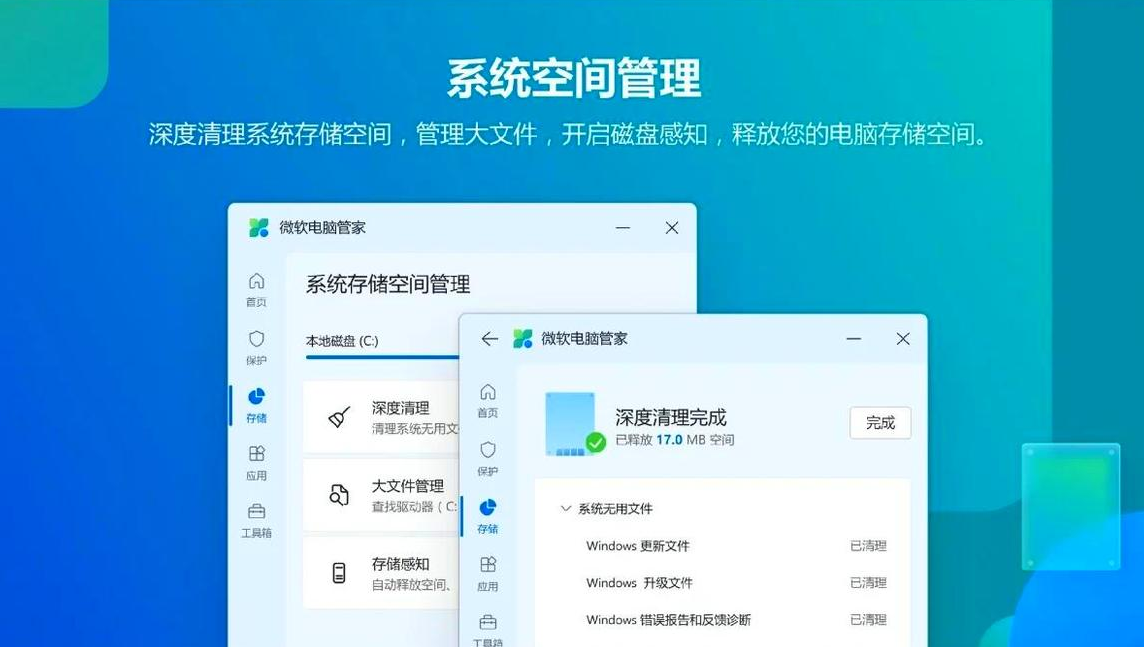 系统空间管理
深度清理系统存储空间，管理大文件，开启磁盘感知，释放您的电脑存储空间。
微软电脑管家
首页
保护
存储
应用
工具箱
系统存储空间管理
本地磁盘 (C:)
深度清理
清理系统无用文
大文件管理
查找驱动器（C:
存储感知
自动释放空间、
微软电脑管家
首页
保护
存储
应用
工具箱
深度清理完成
已释放 17.0 MB 空间
完成
系统无用文件
Windows 更新文件 已清理
Windows 升级文件 已清理
Windows 错误报告和反馈诊断 已清理